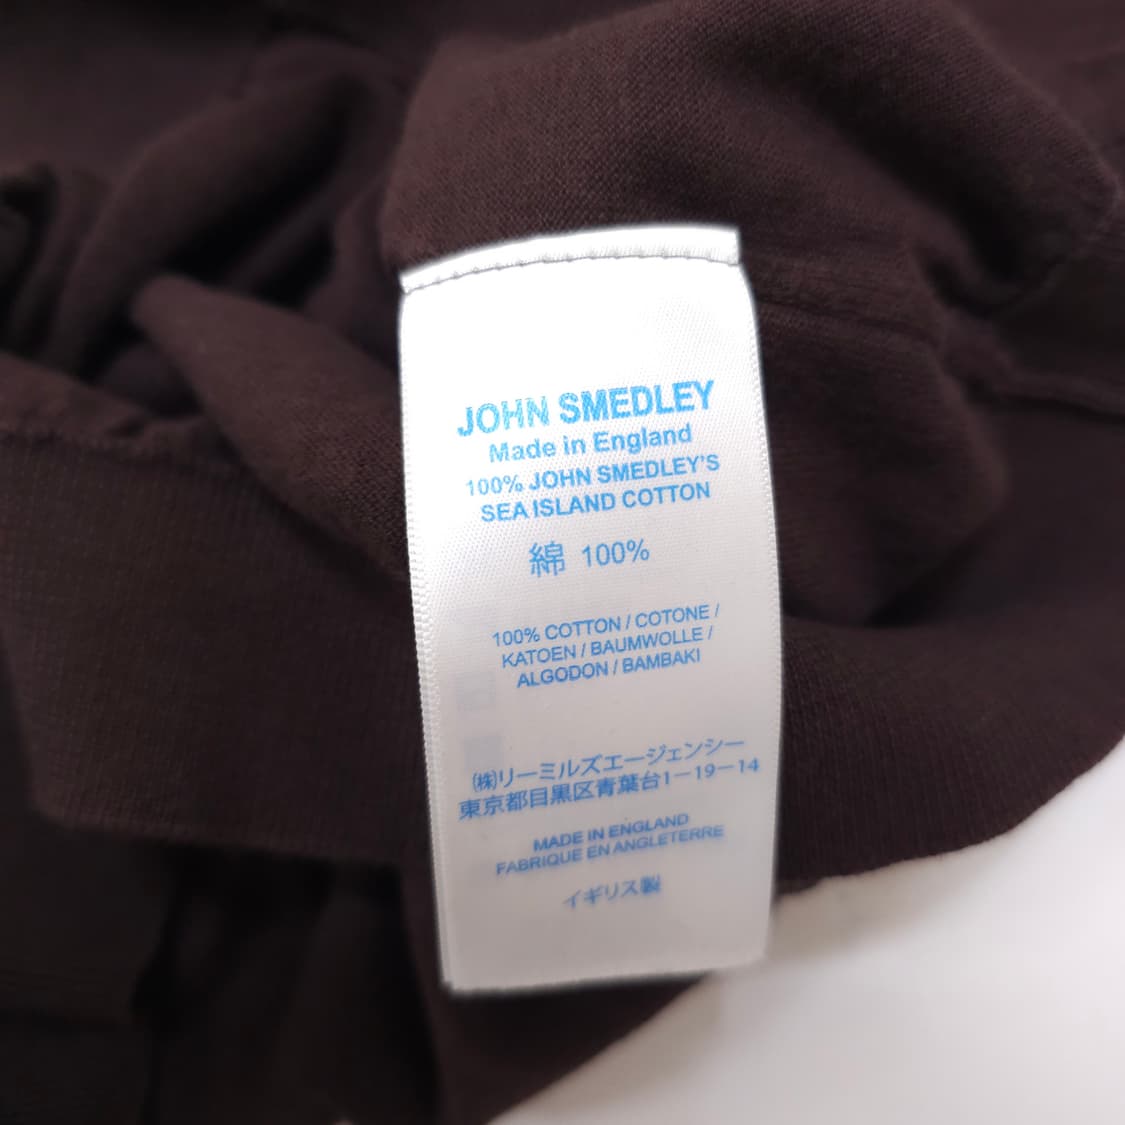 JOHN SMEDLEY
Made in England
100% JOHN SMEDLEY'S
SEA ISLAND COTTON
綿 100%
100% COTTON / COTONE /
KATOEN / BAUMWOLLE /
ALGODON / BAMBAKI
㈱リーミルズエージェンシー
東京都目黒区青葉台1－19－14
MADE IN ENGLAND
FABRIQUE EN ANGLETERRE
イギリス製